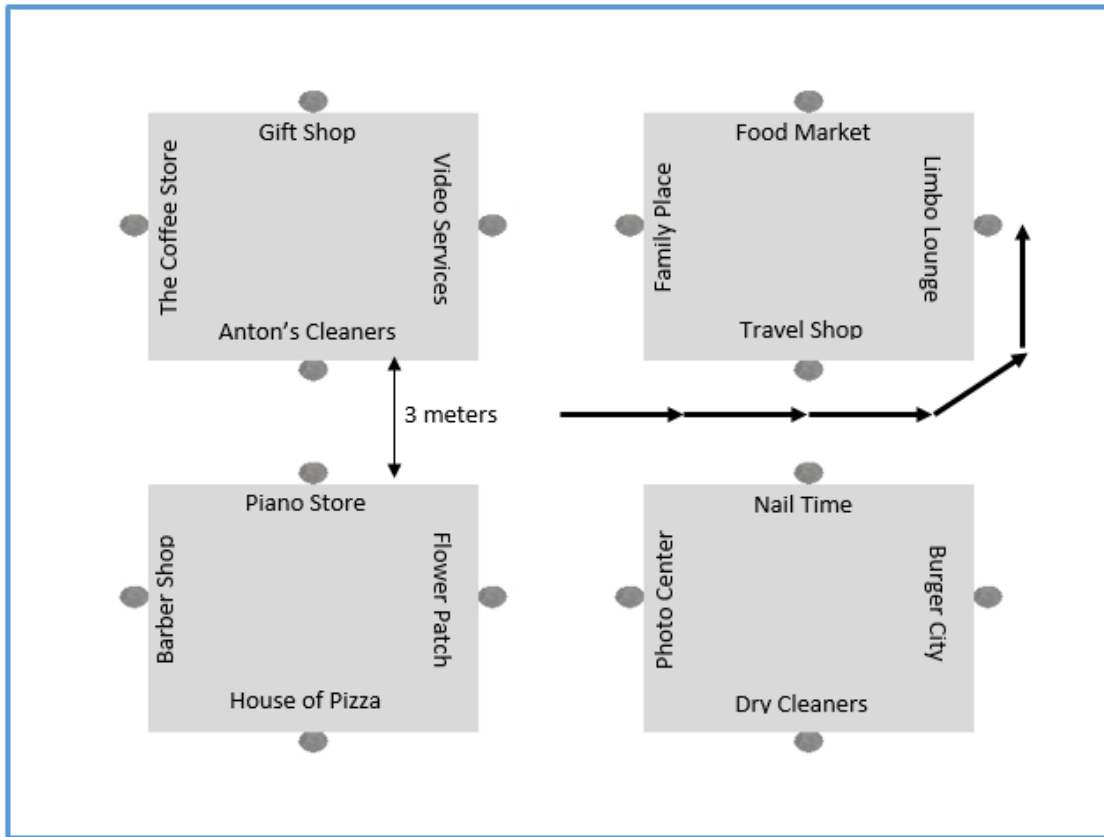 Gift Shop
The Coffee Store
Video Services
Anton's Cleaners
Food Market
Family Place
Limbo Lounge
Travel Shop
3 meters
Piano Store
Barber Shop
Flower Patch
House of Pizza
Nail Time
Photo Center
Burger City
Dry Cleaners